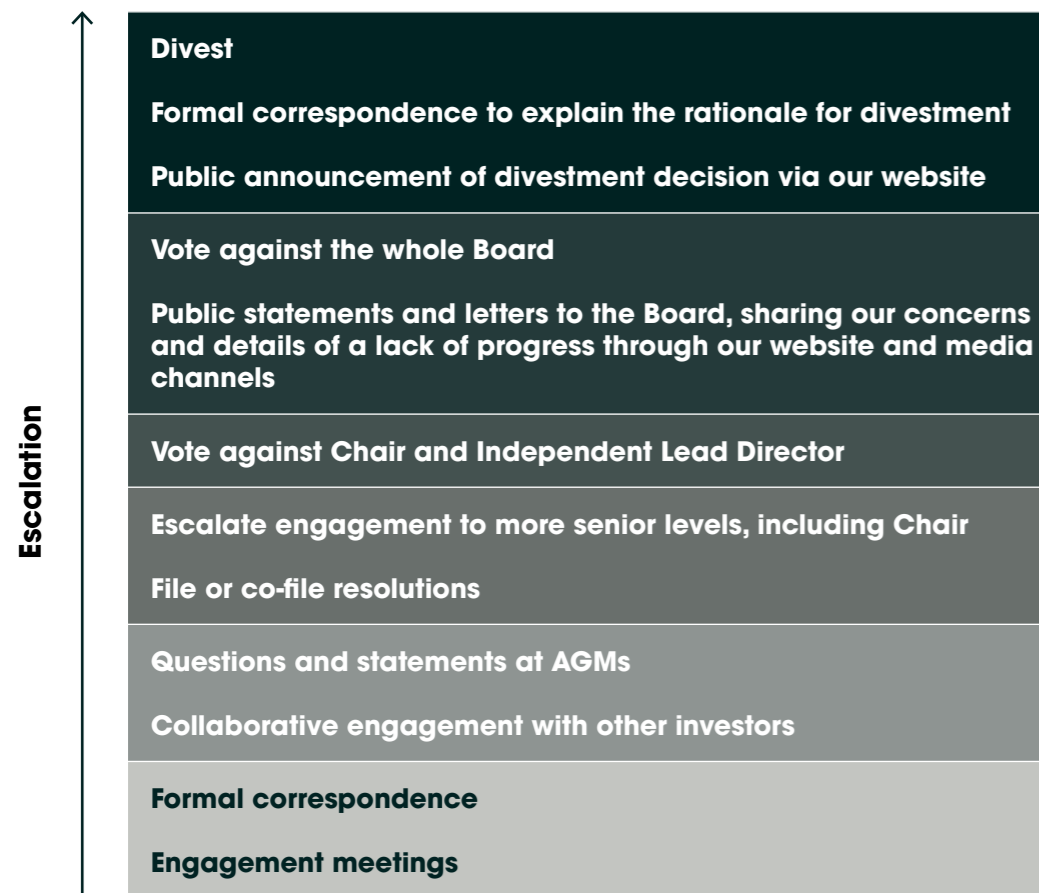 Escalation
Divest
Formal correspondence to explain the rationale for divestment
Public announcement of divestment decision via our website
Vote against the whole Board
Public statements and letters to the Board, sharing our concerns
and details of a lack of progress through our website and media
channels
Vote against Chair and Independent Lead Director
Escalate engagement to more senior levels, including Chair
File or co-file resolutions
Questions and statements at AGMs
Collaborative engagement with other investors
Formal correspondence
Engagement meetings